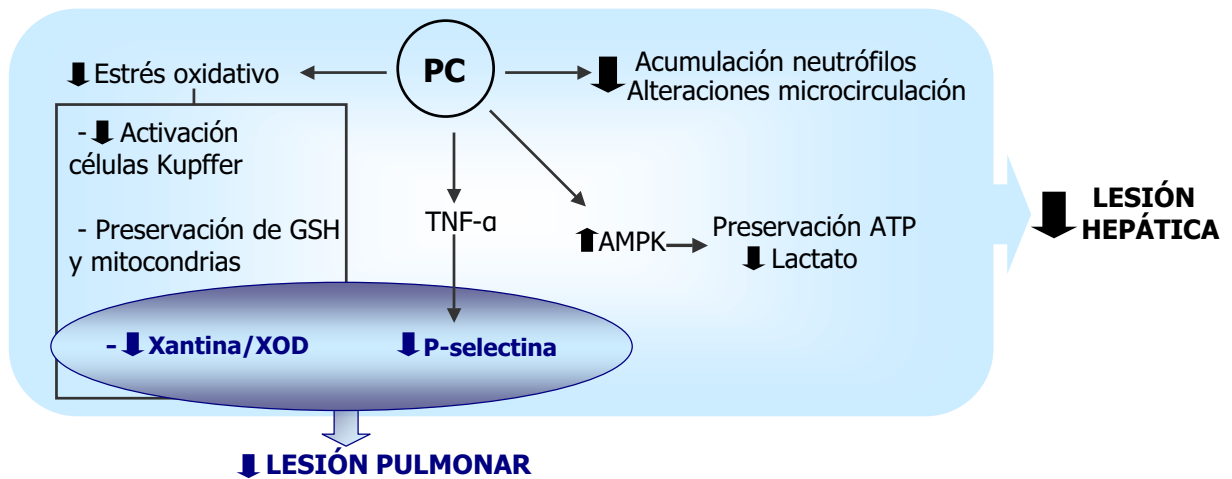 PC
Estrés oxidativo
Acumulación neutrófilos
Alteraciones microcirculación
- Activación
células Kupffer
- Preservación de GSH
y mitocondrias
TNF-α
AMPK
Preservación ATP
Lactato
LESIÓN
HEPÁTICA
- Xantina/XOD
P-selectina
LESIÓN PULMONAR